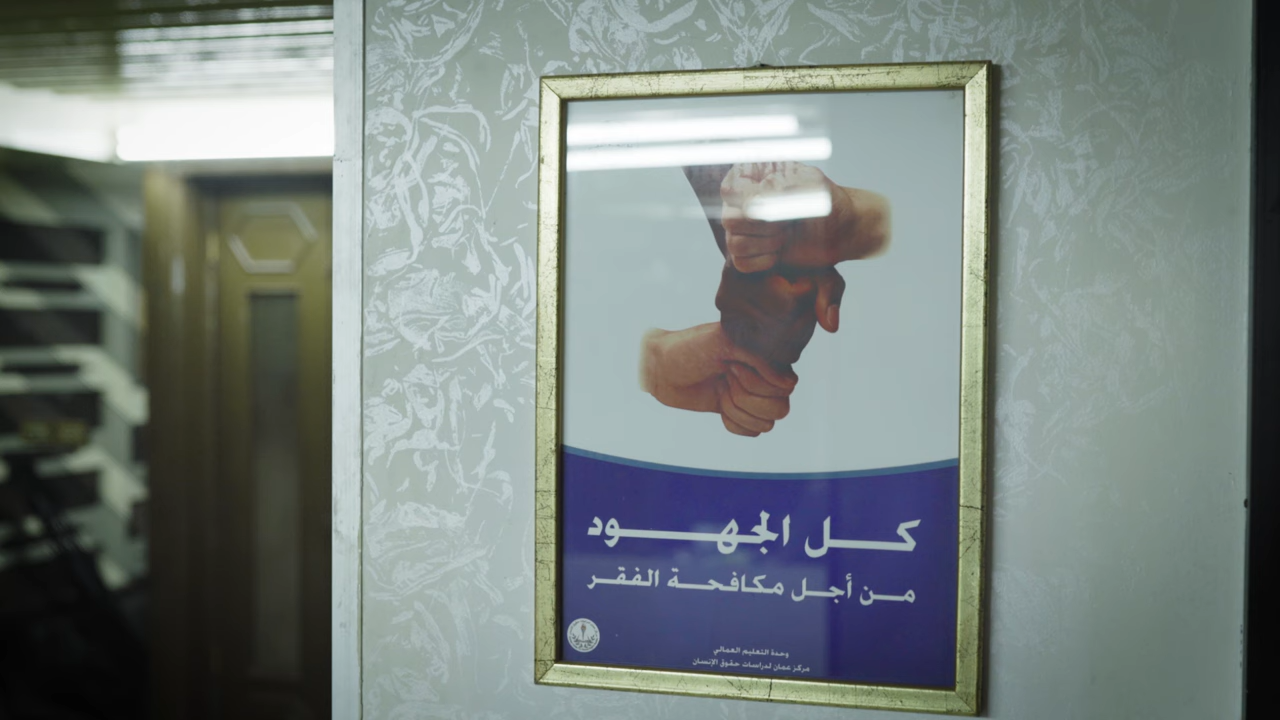 كل الجهود
من أجل مكافحة الفقر
وحدة التعليم العمالي
مركز عمان لدراسات حقوق الإنسان